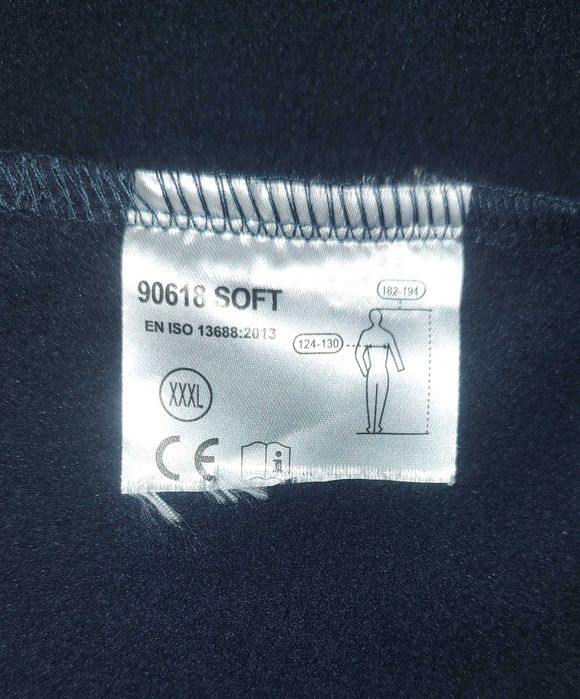 90618 SOFT
EN ISO 13688:2013
182-194
124-130
XXXL
CE
i